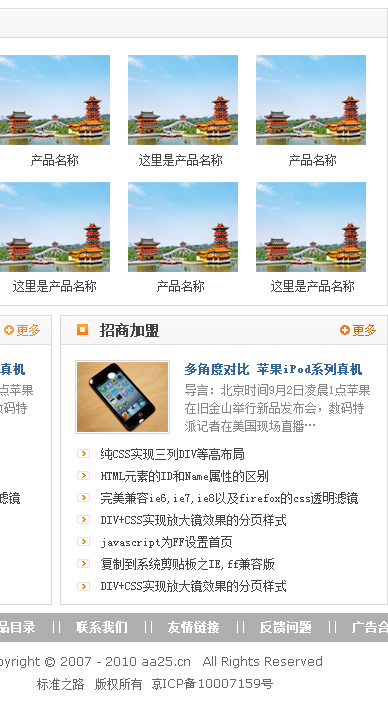 产品名称 这里是产品名称 产品名称
这里是产品名称 产品名称 这里是产品名称
更多
真机
点苹果
数码特
滤镜
招商加盟 更多
多角度对比 苹果iPod系列真机
导言：北京时间9月2日凌晨1点苹果
在旧金山举行新品发布会，数码特
派记者在美国现场直播…
纯CSS实现三列DIV等高布局
HTML元素的ID和Name属性的区别
完美兼容ie6,ie7,ie8以及firefox的css透明滤镜
DIV+CSS实现放大镜效果的分页样式
javascript为FF设置首页
复制到系统剪贴板之IE,ff兼容版
DIV+CSS实现放大镜效果的分页样式
品目录 || 联系我们 || 友情链接 || 反馈问题 || 广告合
pyright © 2007 - 2010 aa25.cn All Rights Reserved
标准之路 版权所有 京ICP备10007159号